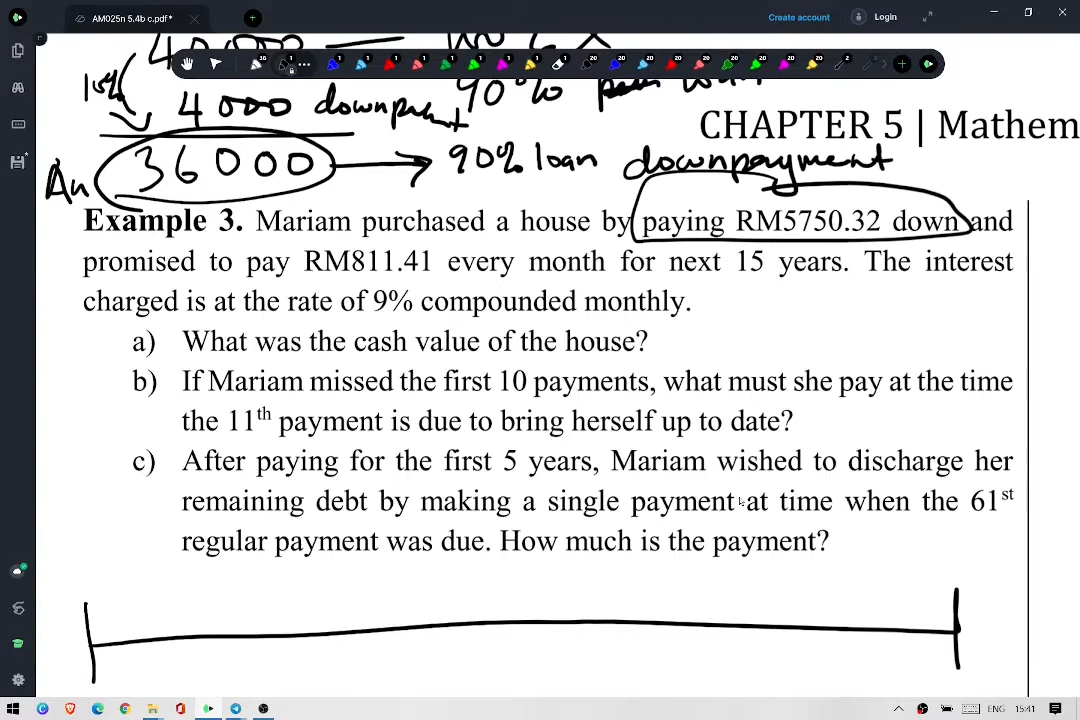 AM025n 5.4b c.pdf*
Create account
Login
4 000 downpayment
CHAPTER 5 | Mathem
36000 → 90% loan downpayment
Example 3. Mariam purchased a house by paying RM5750.32 down and
promised to pay RM811.41 every month for next 15 years. The interest
charged is at the rate of 9% compounded monthly.
a) What was the cash value of the house?
b) If Mariam missed the first 10 payments, what must she pay at the time
the 11th payment is due to bring herself up to date?
c) After paying for the first 5 years, Mariam wished to discharge her
remaining debt by making a single payment at time when the 61st
regular payment was due. How much is the payment?
ENG 15:41